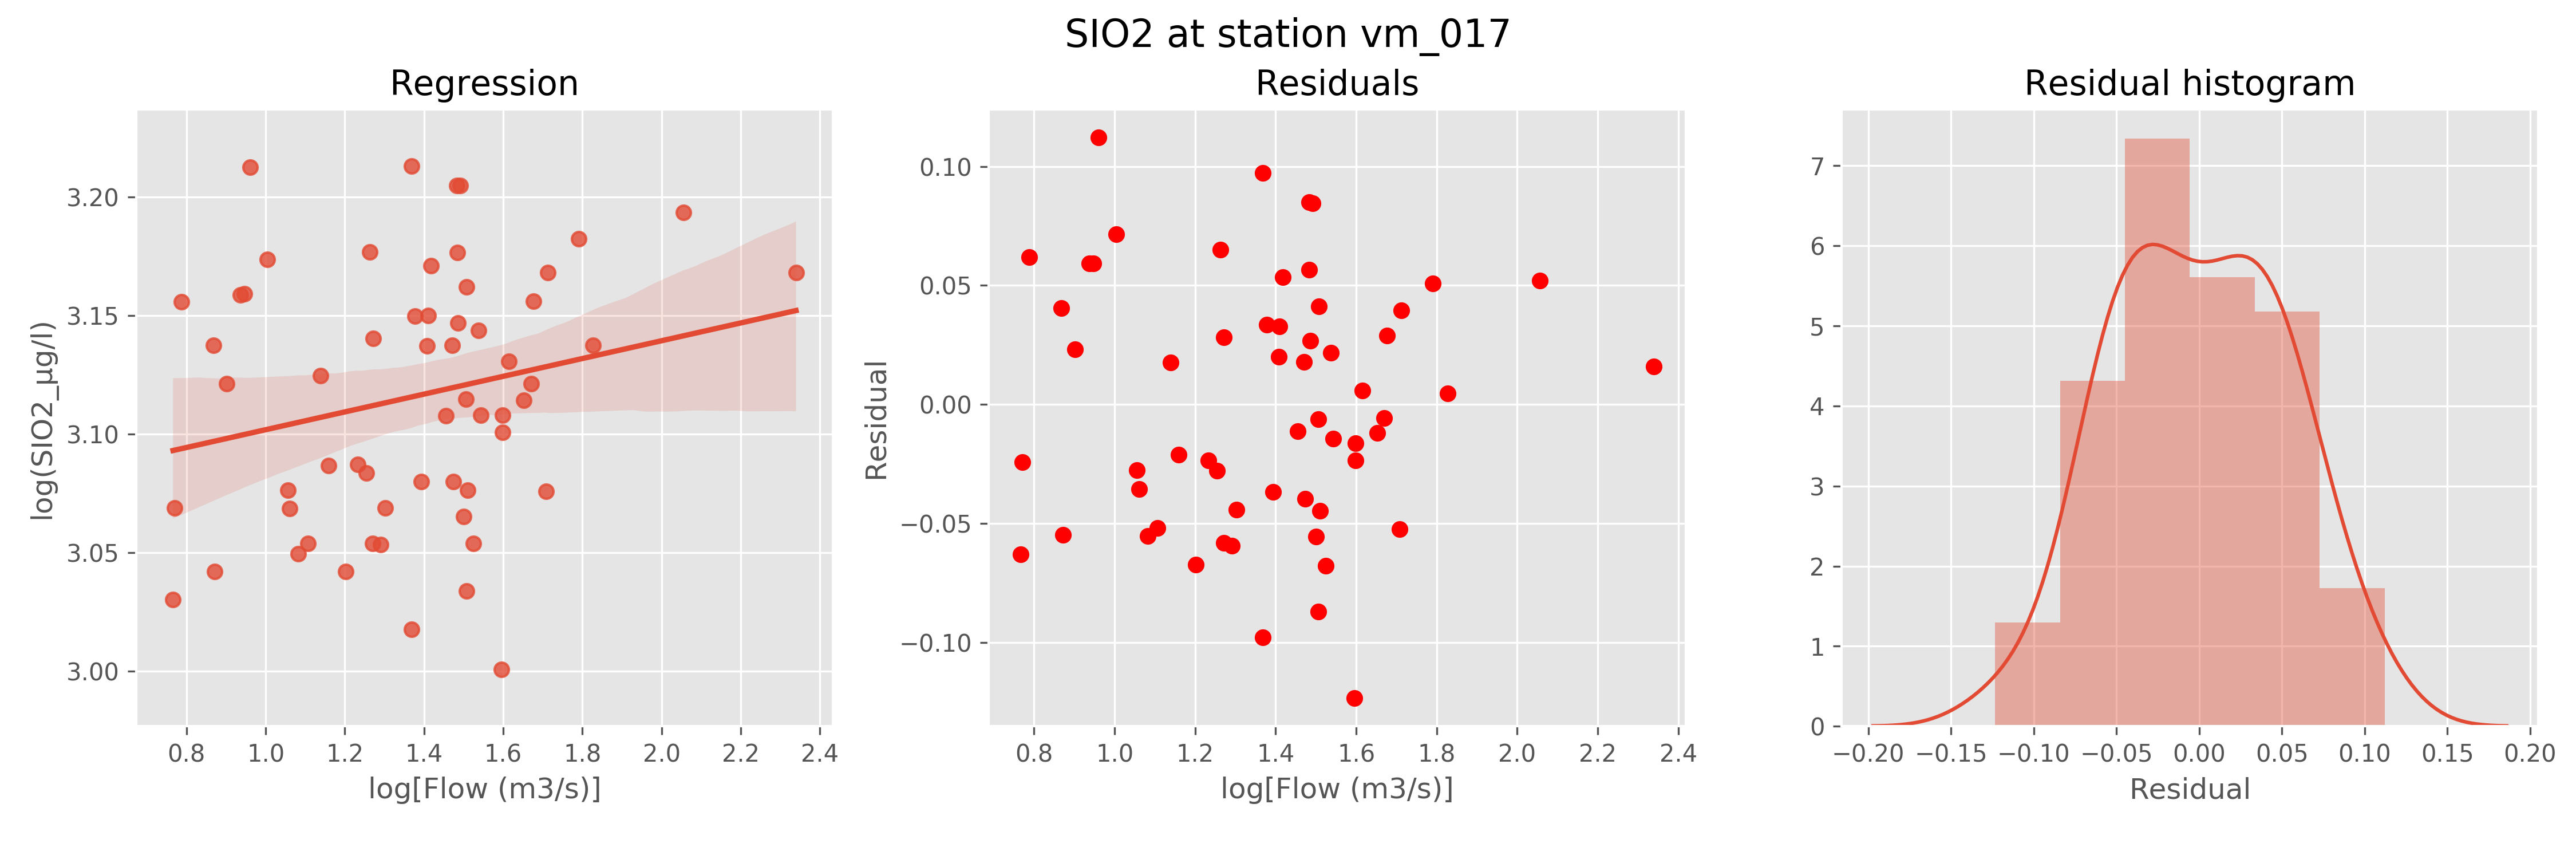 SIO2 at station vm_017
Regression
3.20
3.15
3.10
3.05
3.00
log(SIO2_µg/l)
0.8 1.0 1.2 1.4 1.6 1.8 2.0 2.2 2.4
log[Flow (m3/s)]
Residuals
0.10
0.05
0.00
−0.05
−0.10
Residual
0.8 1.0 1.2 1.4 1.6 1.8 2.0 2.2 2.4
log[Flow (m3/s)]
Residual histogram
7
6
5
4
3
2
1
0
−0.20 −0.15 −0.10 −0.05 0.00 0.05 0.10 0.15 0.20
Residual